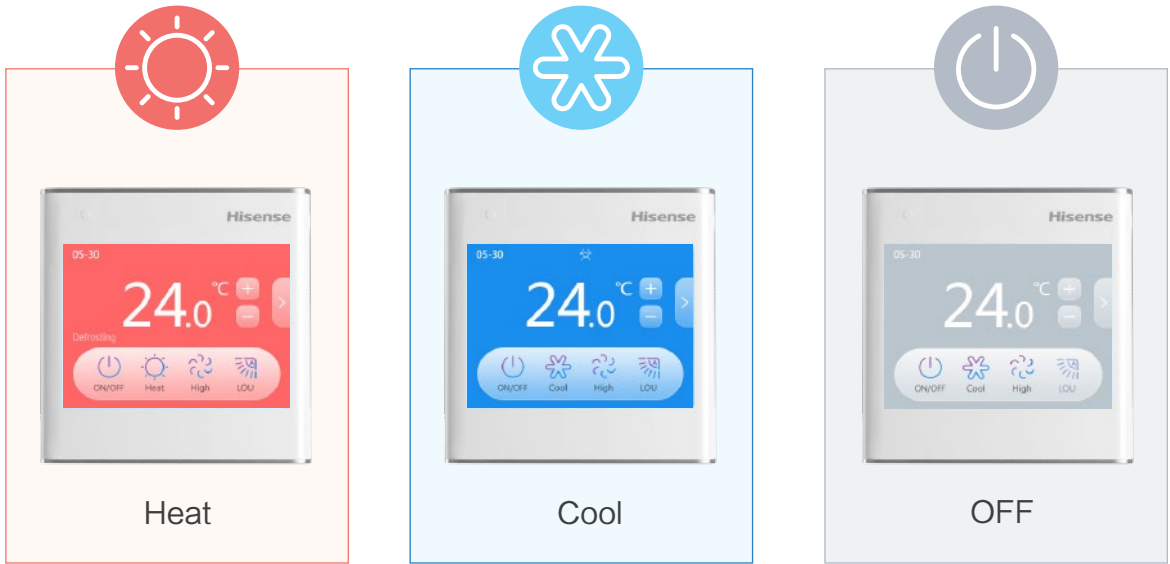 Hisense
05-30
24.0 °C + >
−
Defrosting
ON/OFF Heat High LOU
Heat
Hisense
05-30
24.0 °C + >
−
ON/OFF Cool High LOU
Cool
Hisense
05-30
24.0 °C + >
−
ON/OFF Cool High LOU
OFF